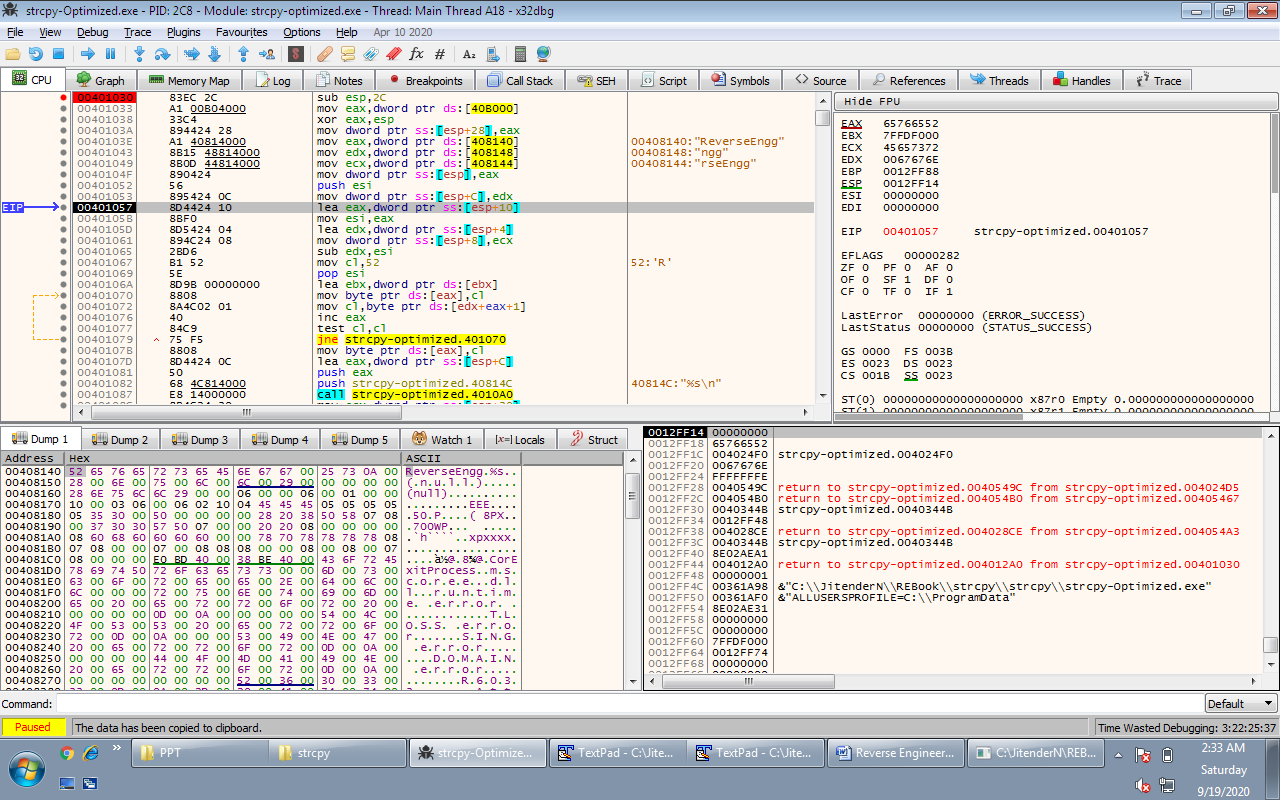 strcpy-Optimized.exe - PID: 2C8 - Module: strcpy-optimized.exe - Thread: Main Thread A18 - x32dbg
File View Debug Trace Plugins Favourites Options Help Apr 10 2020
CPU Graph Memory Map Log Notes Breakpoints Call Stack SEH Script Symbols Source References Threads Handles Trace
00401030 83EC 2C sub esp,2C
00401033 A1 00B04000 mov eax,dword ptr ds:[40B000]
00401038 33C4 xor eax,esp
0040103A 894424 28 mov dword ptr ss:[esp+28],eax
0040103E A1 40814000 mov eax,dword ptr ds:[408140] 00408140:"ReverseEngg"
00401043 8B15 48814000 mov edx,dword ptr ds:[408148] 00408148:"ngg"
00401049 8B0D 44814000 mov ecx,dword ptr ds:[408144] 00408144:"rseEngg"
0040104F 890424 mov dword ptr ss:[esp],eax
00401052 56 push esi
00401053 895424 0C mov dword ptr ss:[esp+C],edx
EIP 00401057 8D4424 10 lea eax,dword ptr ss:[esp+10]
0040105B 8BF0 mov esi,eax
0040105D 8D5424 04 lea edx,dword ptr ss:[esp+4]
00401061 894C24 08 mov dword ptr ss:[esp+8],ecx
00401065 2BD6 sub edx,esi
00401067 B1 52 mov cl,52 52:'R'
00401069 5E pop esi
0040106A 8D9B 00000000 lea ebx,dword ptr ds:[ebx]
00401070 8808 mov byte ptr ds:[eax],cl
00401072 8A4C02 01 mov cl,byte ptr ds:[edx+eax+1]
00401076 40 inc eax
00401077 84C9 test cl,cl
00401079 75 F5 jne strcpy-optimized.401070
0040107B 8808 mov byte ptr ds:[eax],cl
0040107D 8D4424 0C lea eax,dword ptr ss:[esp+C]
00401081 50 push eax
00401082 68 4C814000 push strcpy-optimized.40814C 40814C:"%s\n"
00401087 E8 14000000 call strcpy-optimized.4010A0
Hide FPU
EAX 65766552
EBX 7FFDF000
ECX 45657372
EDX 0067676E
EBP 0012FF88
ESP 0012FF14
ESI 00000000
EDI 00000000
EIP 00401057 strcpy-optimized.00401057
EFLAGS 00000282
ZF 0 PF 0 AF 0
OF 0 SF 1 DF 0
CF 0 TF 0 IF 1
LastError 00000000 (ERROR_SUCCESS)
LastStatus 00000000 (STATUS_SUCCESS)
GS 0000 FS 003B
ES 0023 DS 0023
CS 001B SS 0023
ST(0) 00000000000000000000 x87r0 Empty 0.000000000000000000
Dump 1 Dump 2 Dump 3 Dump 4 Dump 5 Watch 1 [x=] Locals Struct
Address Hex ASCII
00408140 52 65 76 65 72 73 65 45 6E 67 67 00 25 73 0A 00 ReverseEngg.%s..
00408150 28 00 6E 00 75 00 6C 00 6C 00 29 00 00 00 00 00 (.n.u.l.l.).....
00408160 28 6E 75 6C 6C 29 00 00 06 00 00 06 00 01 00 00 (null)..........
00408170 10 00 03 06 00 06 02 10 04 45 45 45 05 05 05 05 .........EEE....
00408180 05 35 30 00 50 00 00 00 00 28 20 38 50 58 07 08 .50.P....( 8PX..
00408190 00 37 30 30 57 50 07 00 00 20 20 08 00 00 00 00 .700WP...  .....
004081A0 08 60 68 60 60 60 60 00 00 78 70 78 78 78 78 08 .`h````..xpxxxx.
004081B0 07 08 00 00 07 00 08 08 08 00 00 08 00 08 00 07 ................
004081C0 08 00 00 00 E0 BD 40 00 38 BE 40 00 43 6F 72 45 ....à½@.8¾@.CorE
004081D0 78 69 74 50 72 6F 63 65 73 73 00 00 6D 00 73 00 xitProcess..m.s.
004081E0 63 00 6F 00 72 00 65 00 65 00 2E 00 64 00 6C 00 c.o.r.e.e...d.l.
004081F0 6C 00 00 00 72 00 75 00 6E 00 74 00 69 00 6D 00 l...r.u.n.t.i.m.
00408200 65 00 20 00 65 00 72 00 72 00 6F 00 72 00 20 00 e. .e.r.r.o.r. .
00408210 00 00 00 00 0D 00 0A 00 00 00 00 00 54 00 4C 00 ............T.L.
00408220 4F 00 53 00 53 00 20 00 65 00 72 00 72 00 6F 00 O.S.S. .e.r.r.o.
00408230 72 00 0D 00 0A 00 00 00 53 00 49 00 4E 00 47 00 r.......S.I.N.G.
00408240 20 00 65 00 72 00 72 00 6F 00 72 00 0D 00 0A 00  .e.r.r.o.r.....
00408250 00 00 00 00 44 00 4F 00 4D 00 41 00 49 00 4E 00 ....D.O.M.A.I.N.
00408260 20 00 65 00 72 00 72 00 6F 00 72 00 0D 00 0A 00  .e.r.r.o.r.....
00408270 00 00 00 00 00 00 00 00 52 00 36 00 30 00 33 00 ........R.6.0.3.
0012FF14 00000000
0012FF18 65766552
0012FF1C 004024F0 strcpy-optimized.004024F0
0012FF20 0067676E
0012FF24 FFFFFFFE
0012FF28 0040549C return to strcpy-optimized.0040549C from strcpy-optimized.004024D5
0012FF2C 004054B0 return to strcpy-optimized.004054B0 from strcpy-optimized.00405467
0012FF30 0040344B strcpy-optimized.0040344B
0012FF34 0012FF48
0012FF38 004028CE return to strcpy-optimized.004028CE from strcpy-optimized.004054A3
0012FF3C 0040344B strcpy-optimized.0040344B
0012FF40 8E02AEA1
0012FF44 004012A0 return to strcpy-optimized.004012A0 from strcpy-optimized.00401030
0012FF48 00000001
0012FF4C 00361A98 &"C:\\JitenderN\\REBook\\strcpy\\strcpy\\strcpy-Optimized.exe"
0012FF50 00361AF0 &"ALLUSERSPROFILE=C:\\ProgramData"
0012FF54 8E02AE31
0012FF58 00000000
0012FF5C 00000000
0012FF60 7FFDF000
0012FF64 0012FF74
0012FF68 00000000
Command: Default
Paused The data has been copied to clipboard. Time Wasted Debugging: 3:22:25:37
PPT strcpy strcpy-Optimize... TextPad - C:\Jite... TextPad - C:\Jite... Reverse Engineer... C:\JitenderN\REB...
2:33 AM
Saturday
9/19/2020